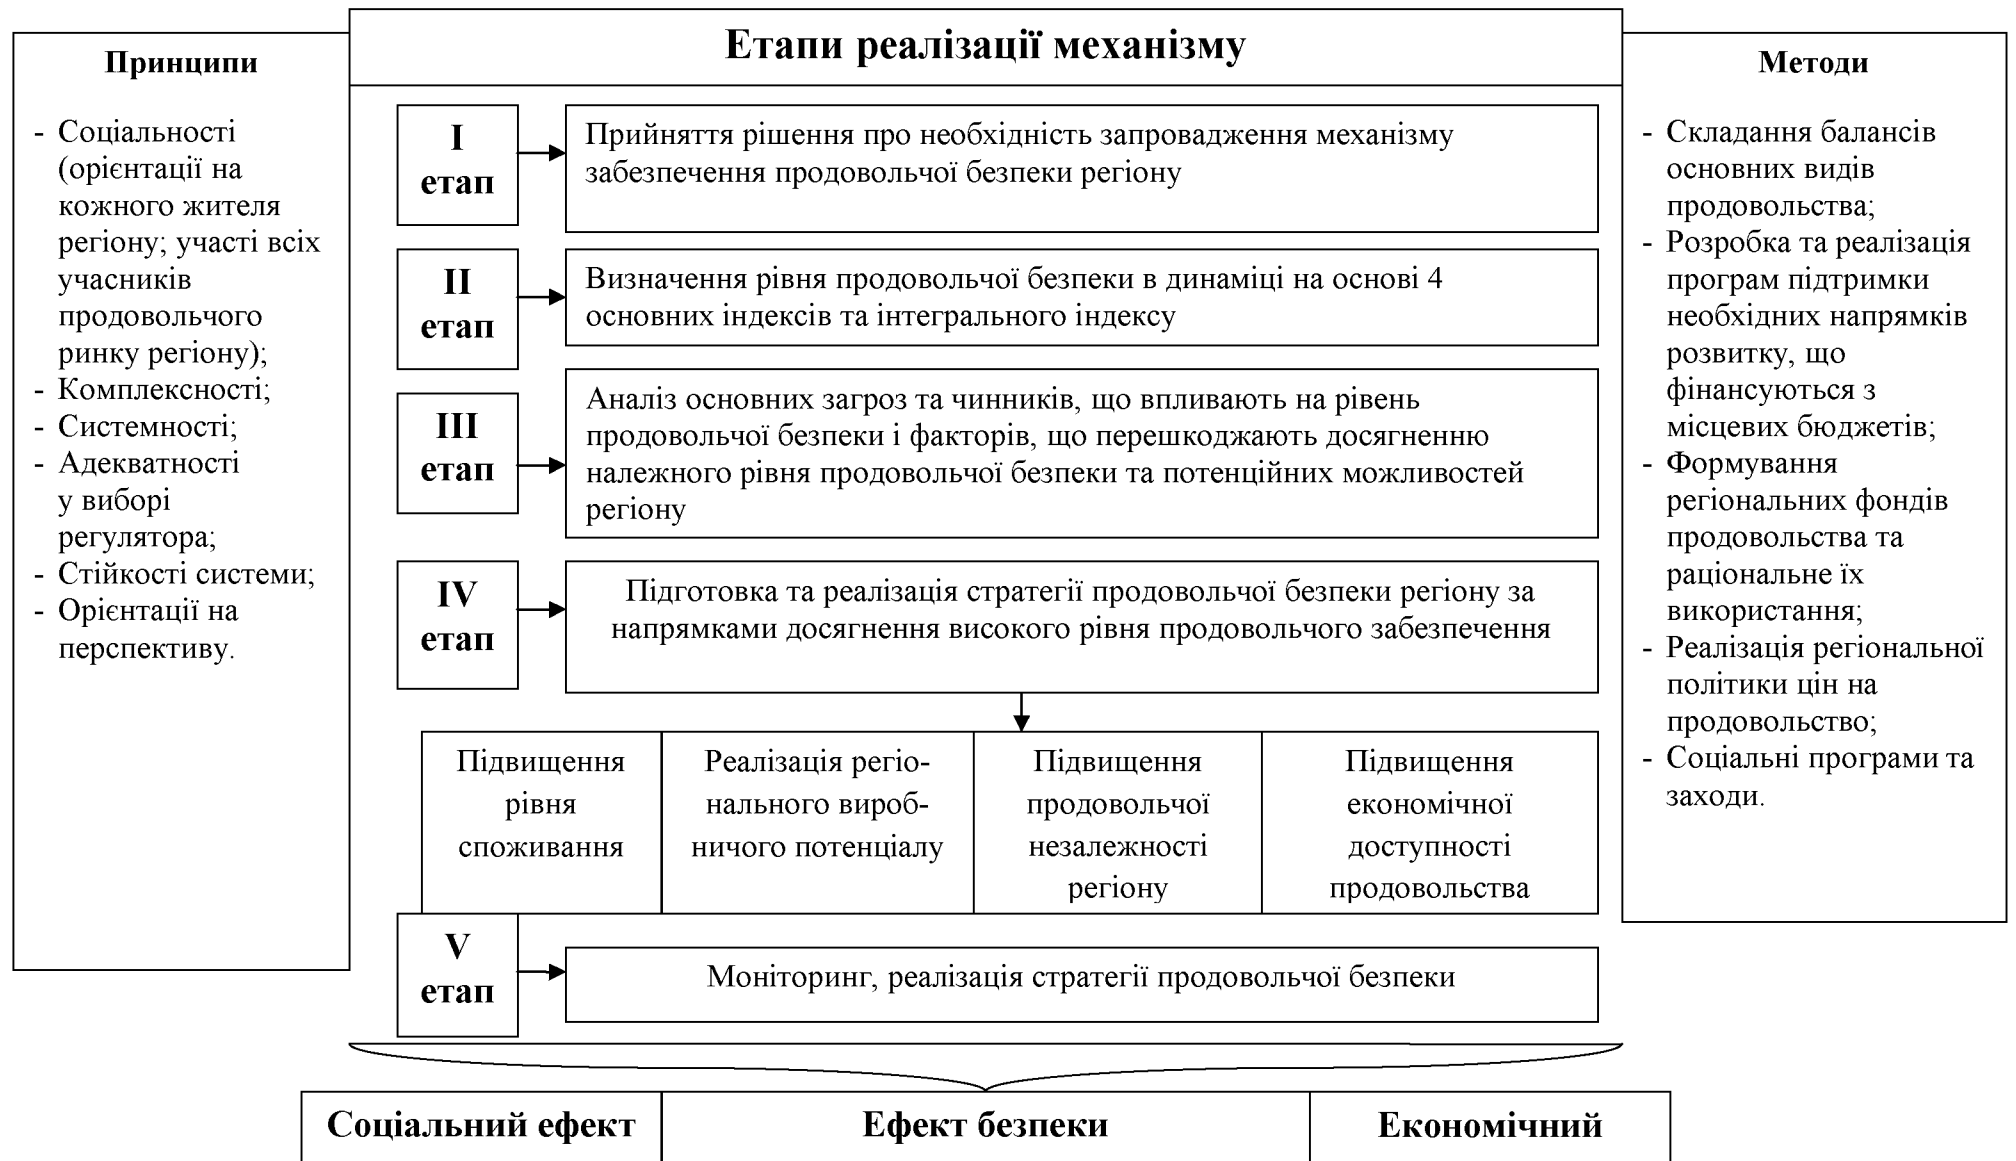 Етапи реалізації механізму
Принципи
- Соціальності
(орієнтації на
кожного жителя
регіону; участі всіх
учасників
продовольчого
ринку регіону);
- Комплексності;
- Системності;
- Адекватності
у виборі
регулятора;
- Стійкості системи;
- Орієнтації на
перспективу.
I
етап
Прийняття рішення про необхідність запровадження механізму
забезпечення продовольчої безпеки регіону
II
етап
Визначення рівня продовольчої безпеки в динаміці на основі 4
основних індексів та інтегрального індексу
III
етап
Аналіз основних загроз та чинників, що впливають на рівень
продовольчої безпеки і факторів, що перешкоджають досягненню
належного рівня продовольчої безпеки та потенційних можливостей
регіону
IV
етап
Підготовка та реалізація стратегії продовольчої безпеки регіону за
напрямками досягнення високого рівня продовольчого забезпечення
Підвищення
рівня
споживання
Реалізація регіо-
нального вироб-
ничого потенціалу
Підвищення
продовольчої
незалежності
регіону
Підвищення
економічної
доступності
продовольства
V
етап
Моніторинг, реалізація стратегії продовольчої безпеки
Методи
- Складання балансів
основних видів
продовольства;
- Розробка та реалізація
програм підтримки
необхідних напрямків
розвитку, що
фінансуються з
місцевих бюджетів;
- Формування
регіональних фондів
продовольства та
раціональне їх
використання;
- Реалізація регіональної
політики цін на
продовольство;
- Соціальні програми та
заходи.
Соціальний ефект
Ефект безпеки
Економічний